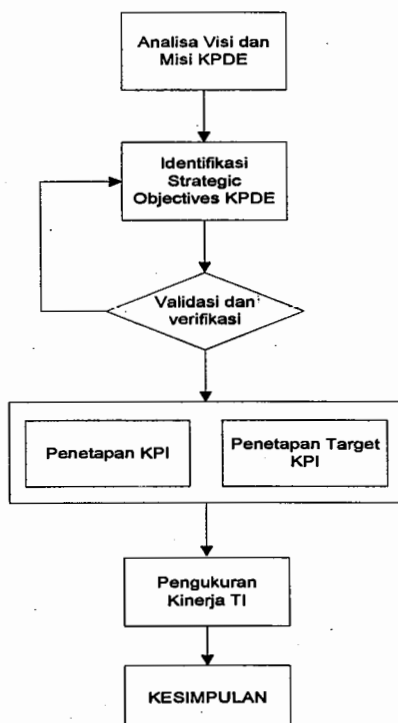 Analisa Visi dan
Misi KPDE
Identifikasi
Strategic
Objectives KPDE
Validasi dan
verifikasi
Penetapan KPI
Penetapan Target
KPI
Pengukuran
Kinerja TI
KESIMPULAN